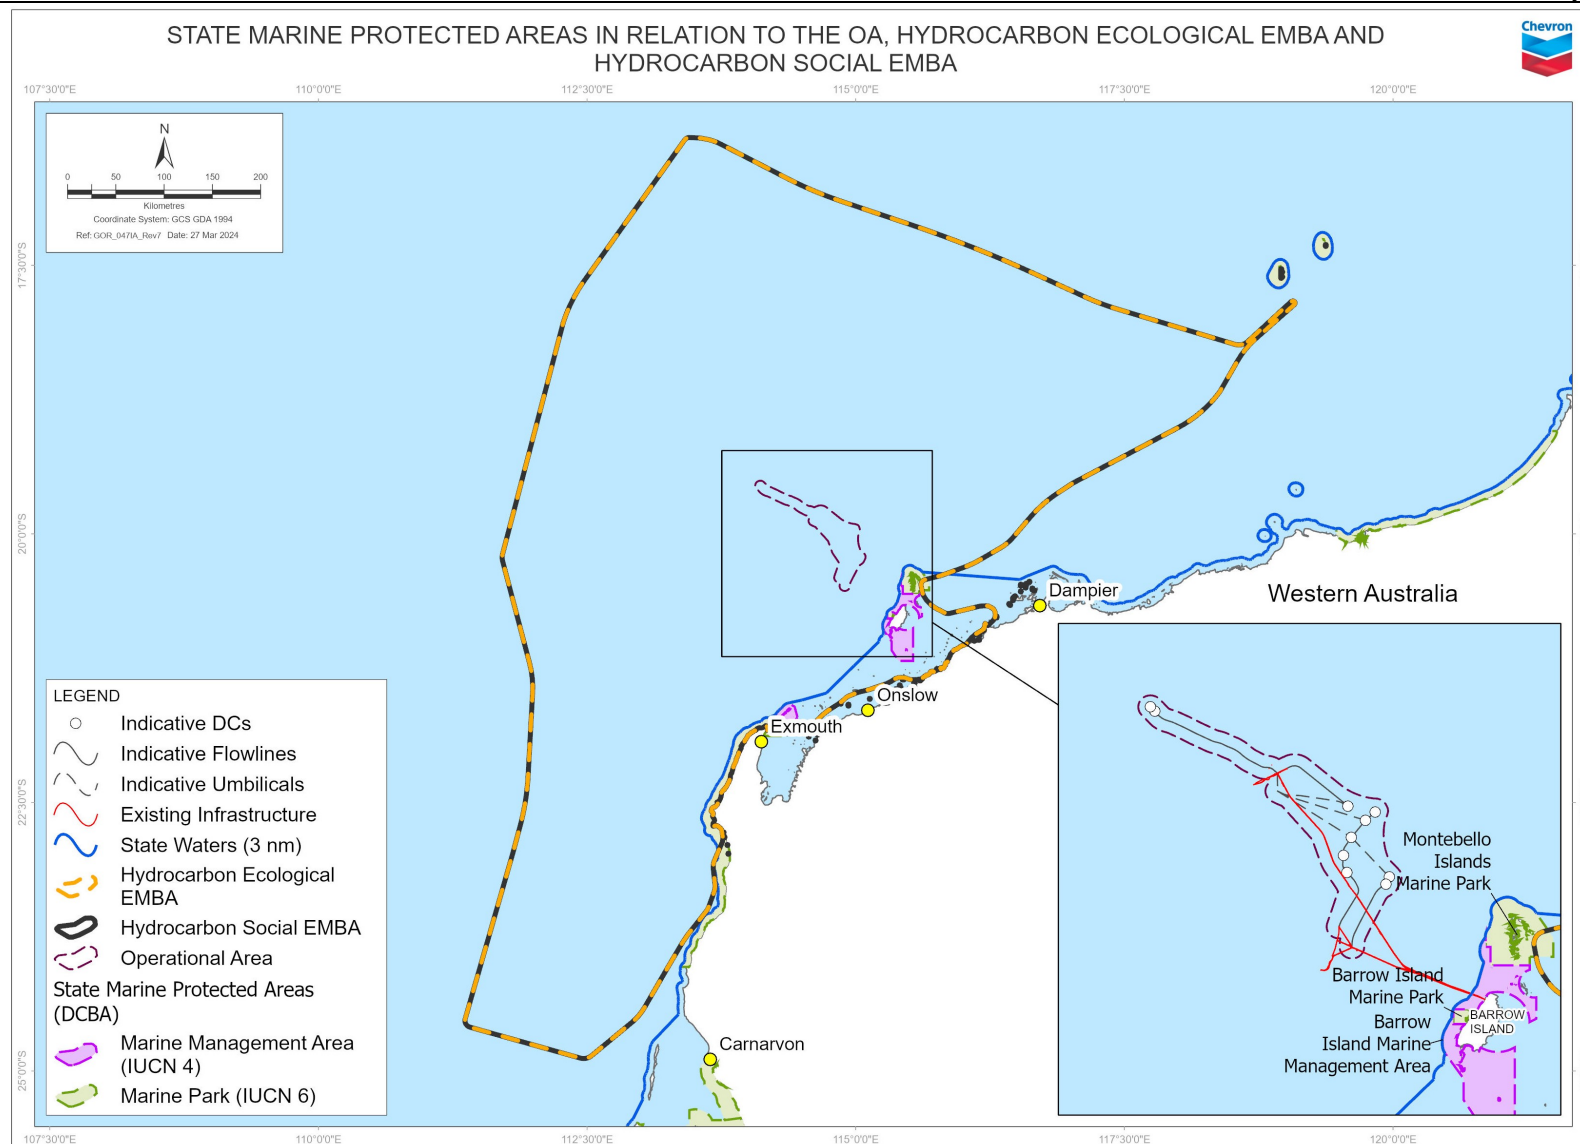 STATE MARINE PROTECTED AREAS IN RELATION TO THE OA, HYDROCARBON ECOLOGICAL EMBA AND
HYDROCARBON SOCIAL EMBA
Chevron
107°30'0"E
110°0'0"E
112°30'0"E
115°0'0"E
117°30'0"E
120°0'0"E
N
0 50 100 150 200
Kilometres
Coordinate System: GCS GDA 1994
Ref: GOR_047IA_Rev7 Date: 27 Mar 2024
17°30'0"S
20°0'0"S
22°30'0"S
25°0'0"S
Dampier
Western Australia
Onslow
Exmouth
Carnarvon
LEGEND
Indicative DCs
Indicative Flowlines
Indicative Umbilicals
Existing Infrastructure
State Waters (3 nm)
Hydrocarbon Ecological
EMBA
Hydrocarbon Social EMBA
Operational Area
State Marine Protected Areas
(DCBA)
Marine Management Area
(IUCN 4)
Marine Park (IUCN 6)
Montebello
Islands
Marine Park
Barrow Island
Marine Park
BARROW
ISLAND
Barrow
Island Marine
Management Area
107°30'0"E
110°0'0"E
112°30'0"E
115°0'0"E
117°30'0"E
120°0'0"E